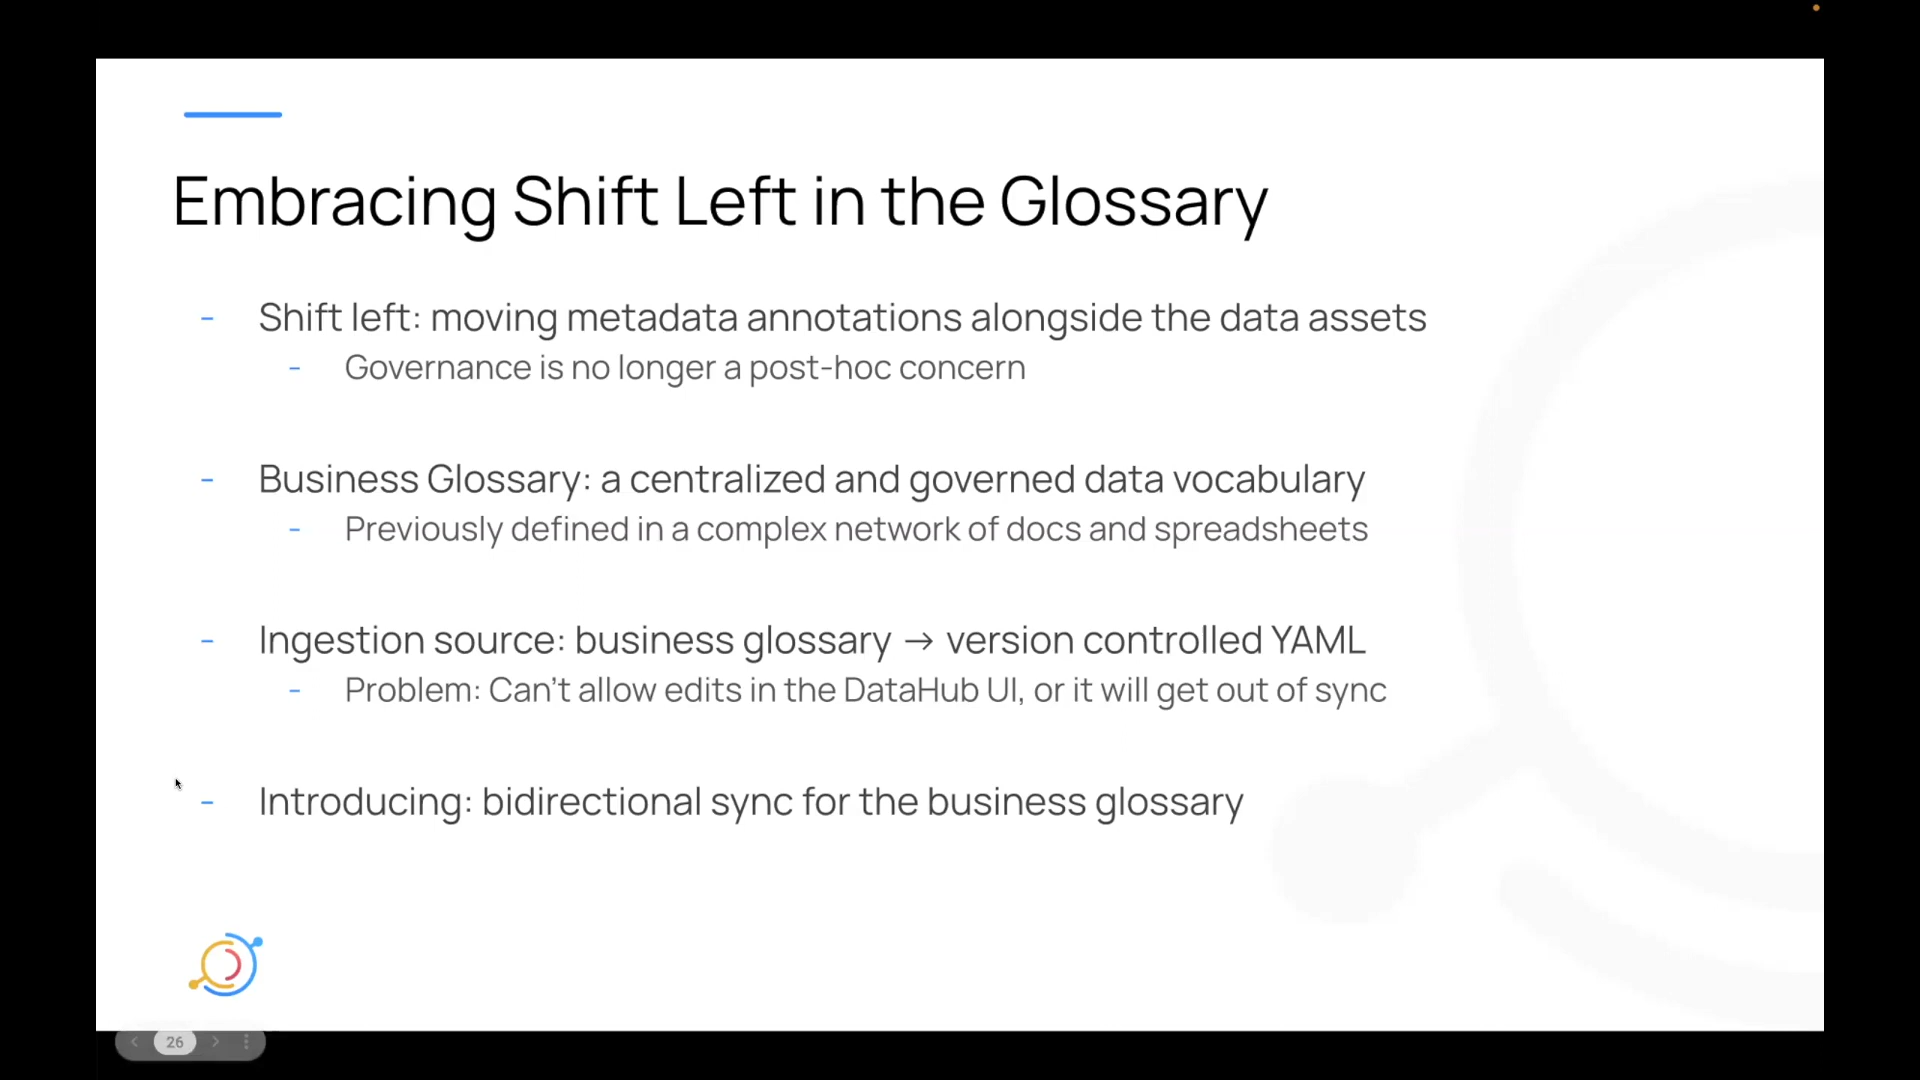 Embracing Shift Left in the Glossary
- Shift left: moving metadata annotations alongside the data assets
- Governance is no longer a post-hoc concern
- Business Glossary: a centralized and governed data vocabulary
- Previously defined in a complex network of docs and spreadsheets
- Ingestion source: business glossary → version controlled YAML
- Problem: Can't allow edits in the DataHub UI, or it will get out of sync
- Introducing: bidirectional sync for the business glossary
26